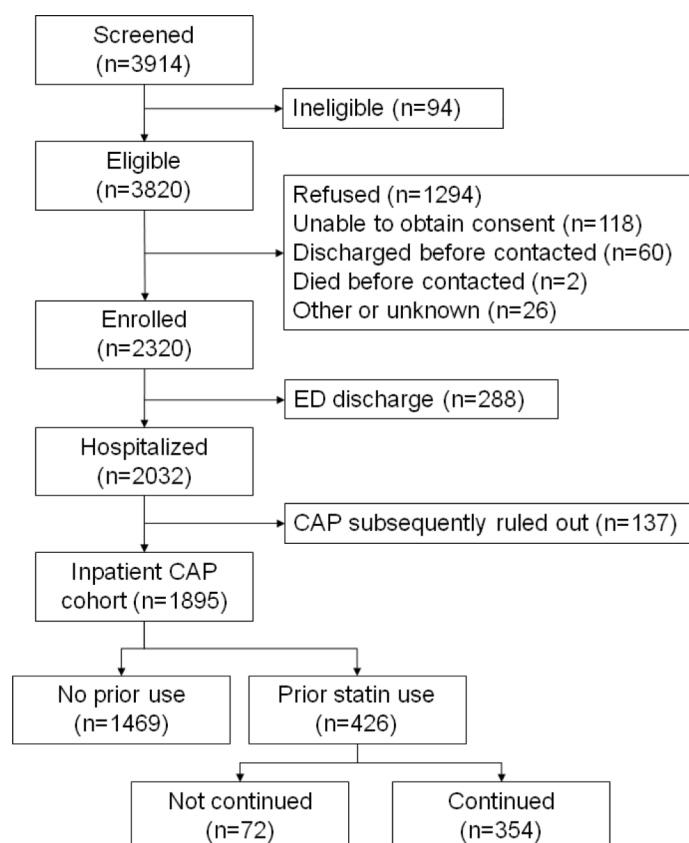 Screened
(n=3914)
Ineligible (n=94)
Eligible
(n=3820)
Refused (n=1294)
Unable to obtain consent (n=118)
Discharged before contacted (n=60)
Died before contacted (n=2)
Other or unknown (n=26)
Enrolled
(n=2320)
ED discharge (n=288)
Hospitalized
(n=2032)
CAP subsequently ruled out (n=137)
Inpatient CAP
cohort (n=1895)
No prior use
(n=1469)
Prior statin use
(n=426)
Not continued
(n=72)
Continued
(n=354)